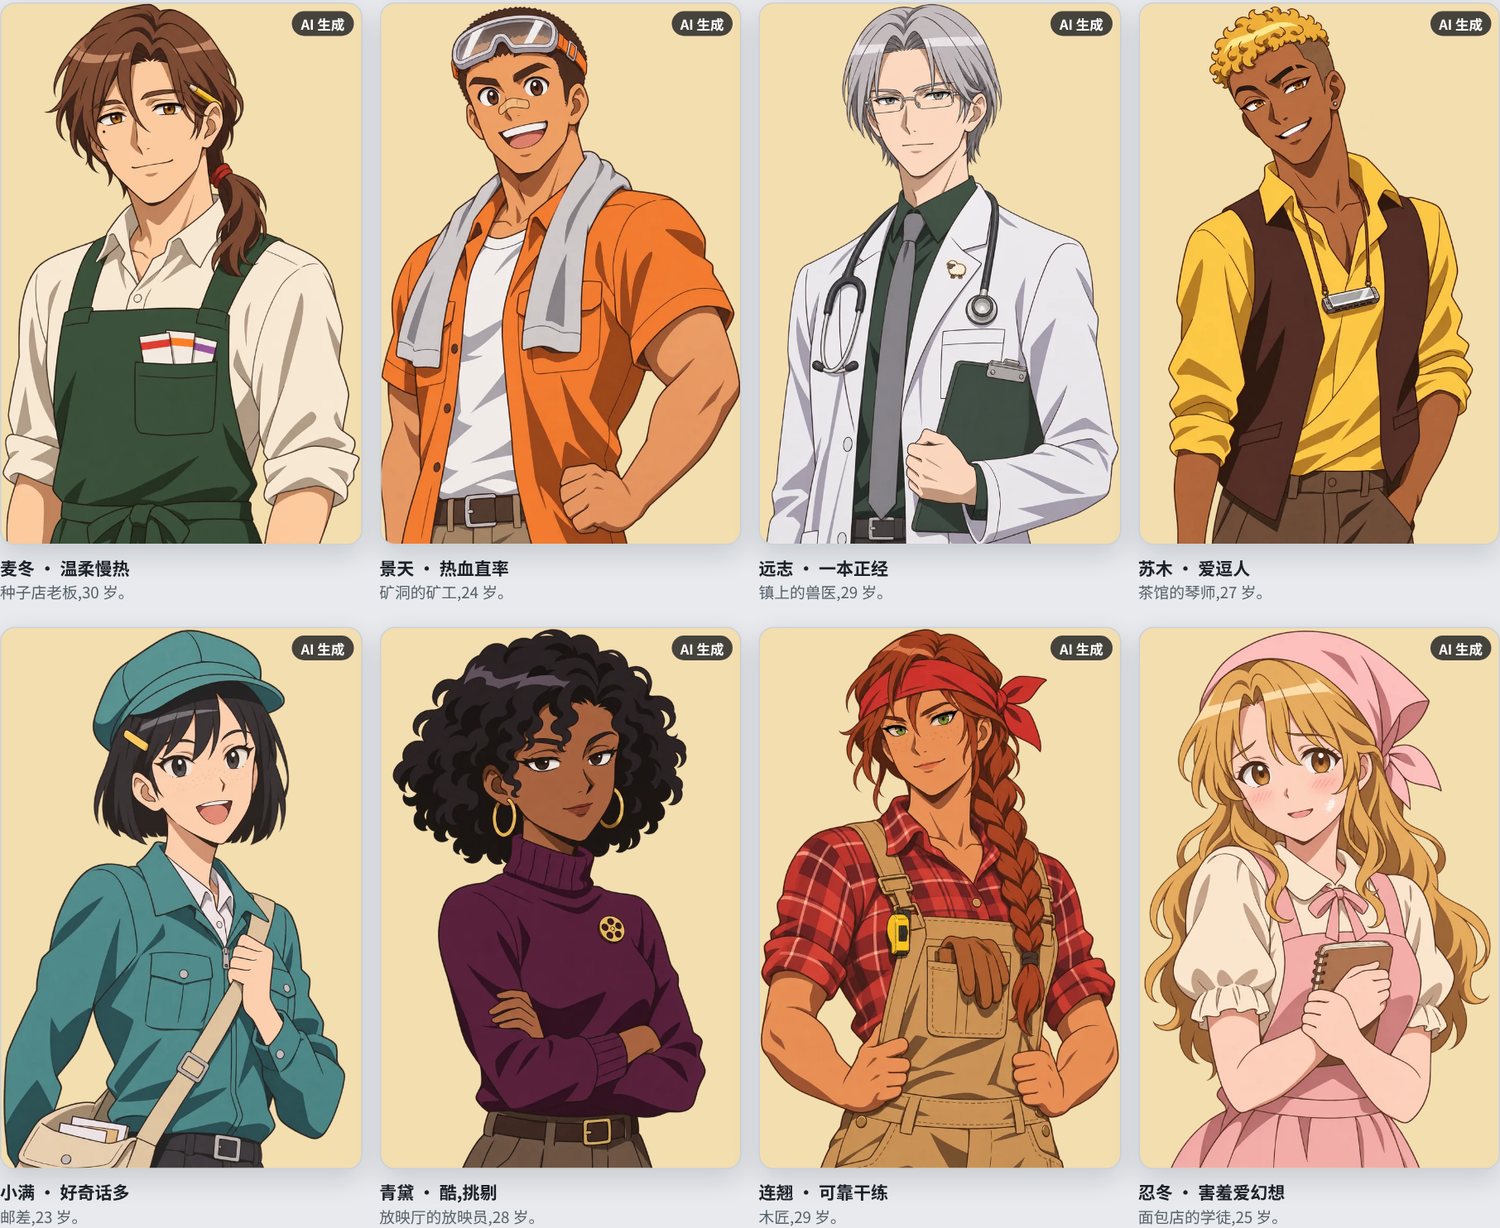 AI 生成
AI 生成
AI 生成
AI 生成
麦冬 · 温柔慢热
种子店老板,30 岁。
景天 · 热血直率
矿洞的矿工,24 岁。
远志 · 一本正经
镇上的兽医,29 岁。
苏木 · 爱逗人
茶馆的琴师,27 岁。
AI 生成
AI 生成
AI 生成
AI 生成
小满 · 好奇话多
邮差,23 岁。
青黛 · 酷,挑剔
放映厅的放映员,28 岁。
连翘 · 可靠干练
木匠,29 岁。
忍冬 · 害羞爱幻想
面包店的学徒,25 岁。